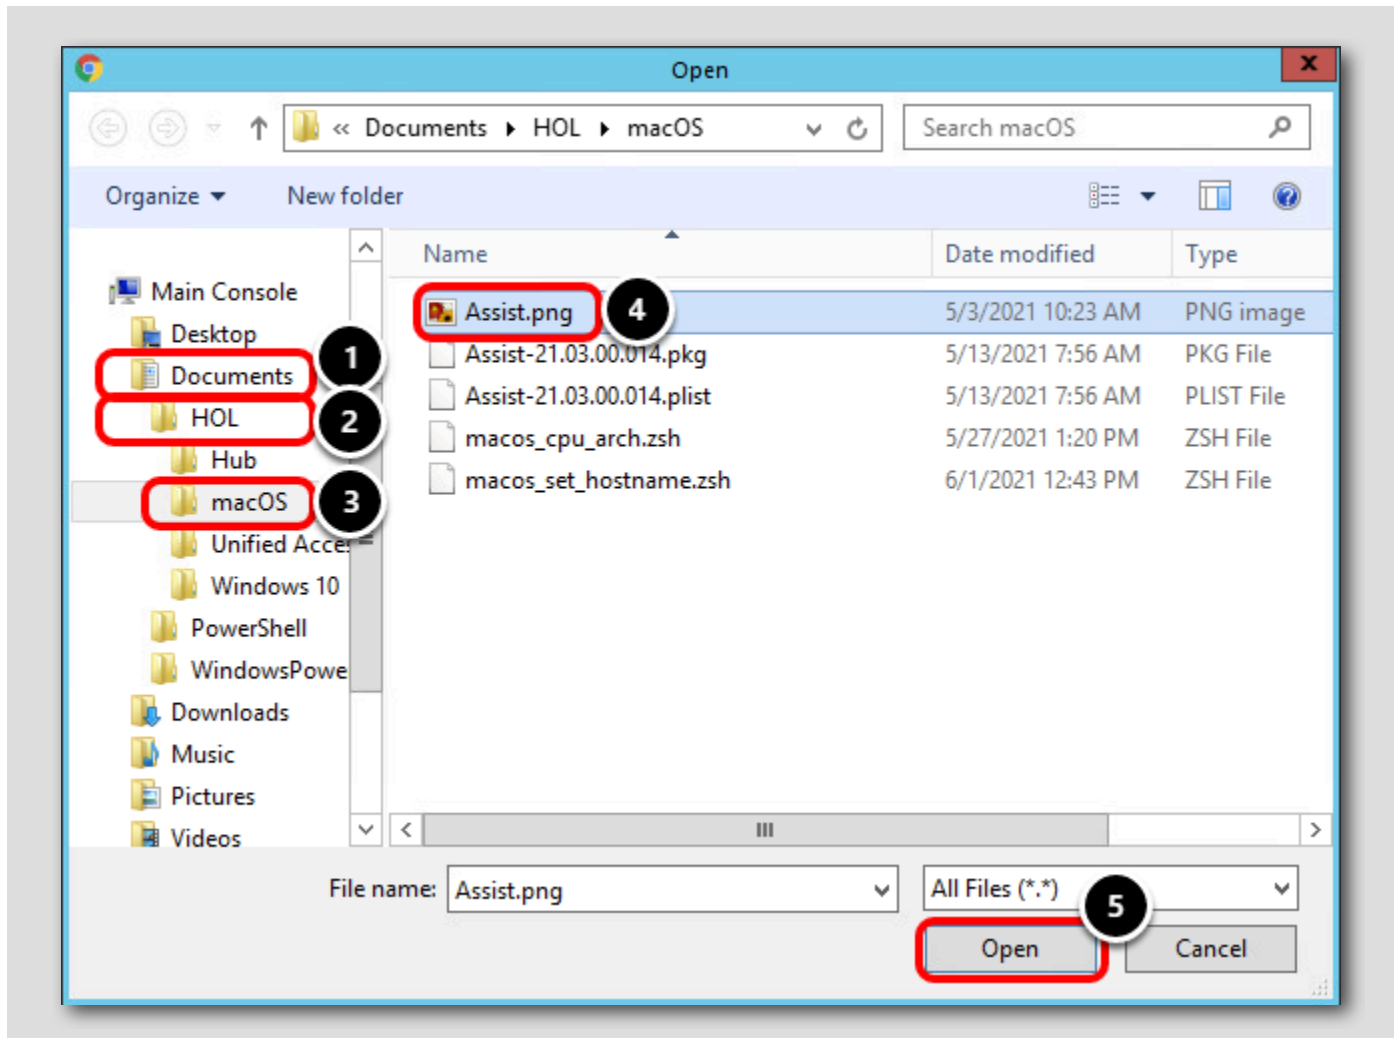 Open
x
« Documents HOL macOS
Search macOS
Organize
New folder
Name
Date modified
Type
Main Console
Desktop
1
Documents
HOL
2
Hub
macOS
3
Unified Acce
Windows 10
PowerShell
WindowsPowe
Downloads
Music
Pictures
Videos
Assist.png 4 5/3/2021 10:23 AM PNG image
Assist-21.03.00.014.pkg 5/13/2021 7:56 AM PKG File
Assist-21.03.00.014.plist 5/13/2021 7:56 AM PLIST File
macos_cpu_arch.zsh 5/27/2021 1:20 PM ZSH File
macos_set_hostname.zsh 6/1/2021 12:43 PM ZSH File
File name: Assist.png
All Files (*.*)
5
Open
Cancel